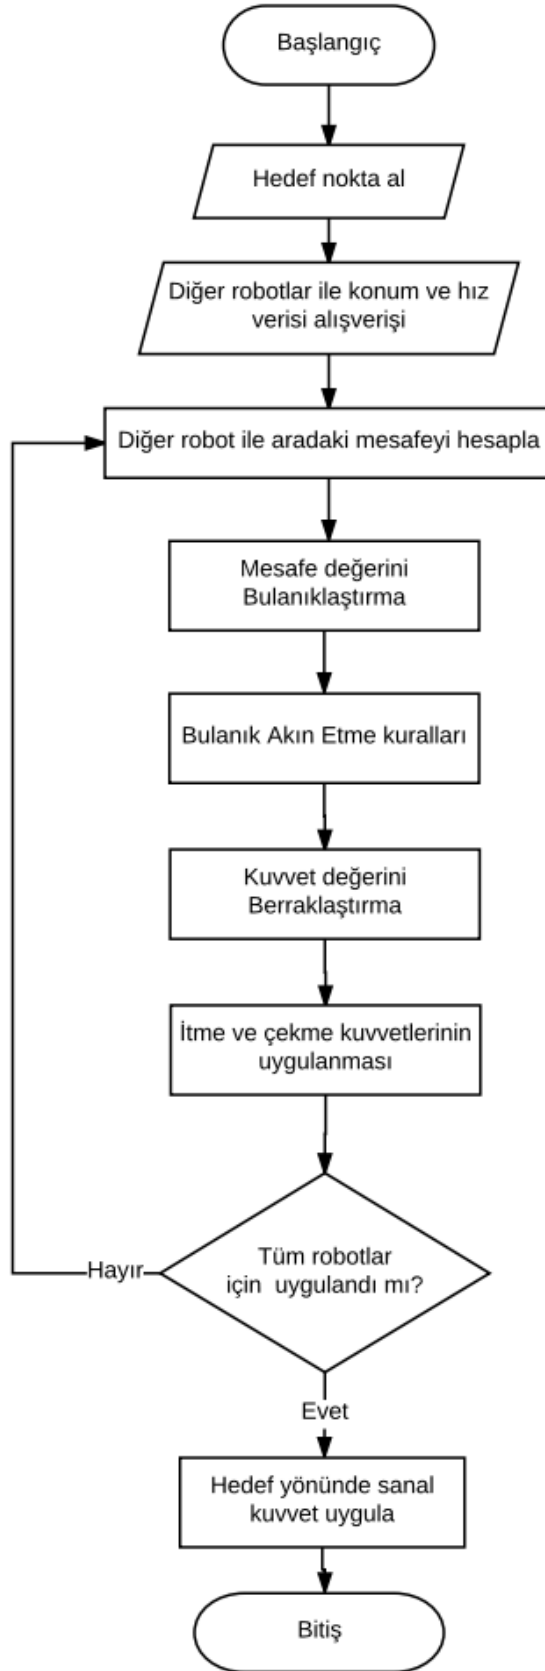 Başlangıç
Hedef nokta al
Diğer robotlar ile konum ve hız
verisi alışverişi
Diğer robot ile aradaki mesafeyi hesapla
Mesafe değerini
Bulanıklaştırma
Bulanık Akın Etme kuralları
Kuvvet değerini
Berraklaştırma
İtme ve çekme kuvvetlerinin
uygulanması
Tüm robotlar
için uygulandı mı?
Hayır
Evet
Hedef yönünde sanal
kuvvet uygula
Bitiş